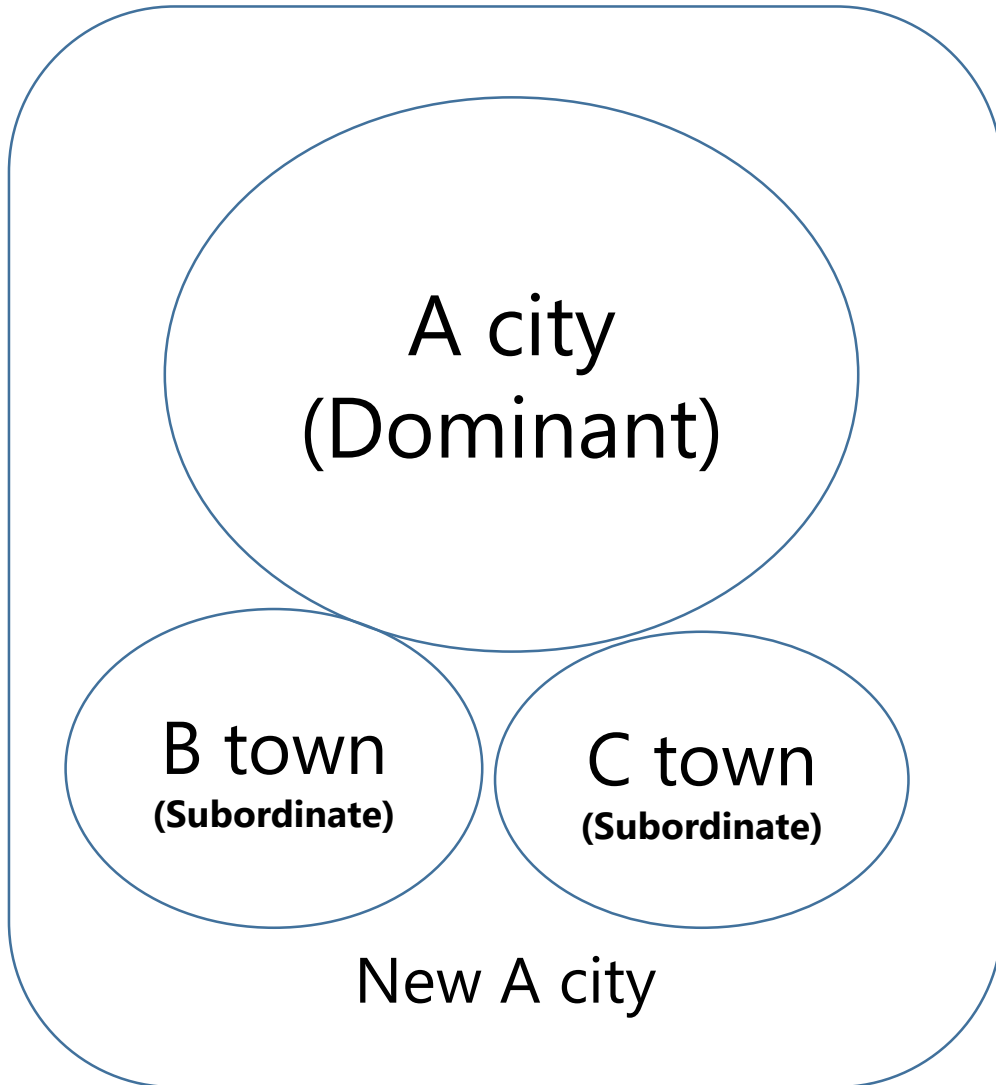 A city
(Dominant)
B town
(Subordinate)
C town
(Subordinate)
New A city